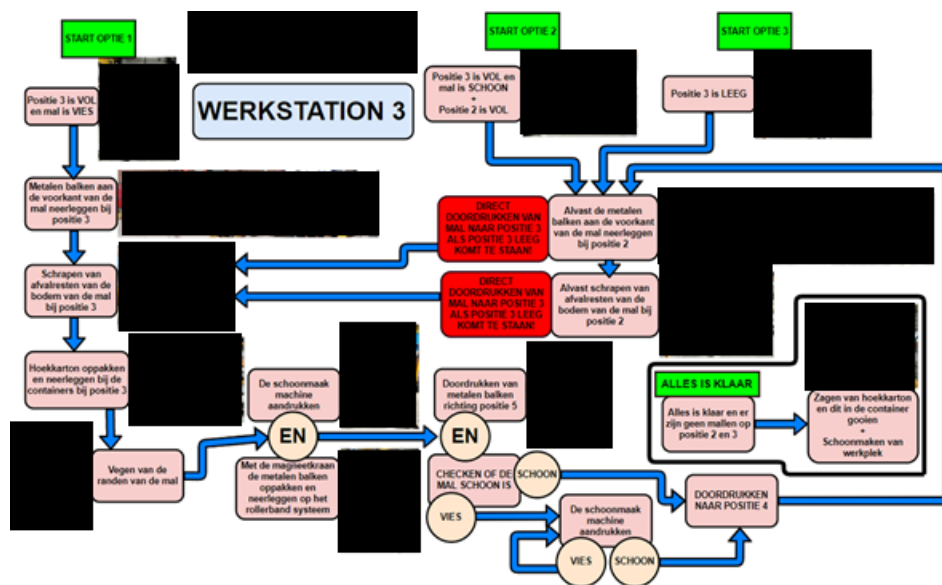 START OPTIE 1
START OPTIE 2
START OPTIE 3
WERKSTATION 3
Positie 3 is VOL
en mal is VIES
Positie 3 is VOL en
mal is SCHOON
+
Positie 2 is VOL
Positie 3 is LEEG
Metalen balken aan
de voorkant van de
mal neerleggen bij
positie 3
DIRECT
DOORDRUKKEN VAN
MAL NAAR POSITIE 3
ALS POSITIE 3 LEEG
KOMT TE STAAN!
Alvast de metalen
balken aan de voorkant
van de mal neerleggen
bij positie 2
Schrapen van
afvalresten van de
bodem van de mal
bij positie 3
DIRECT
DOORDRUKKEN VAN
MAL NAAR POSITIE 3
ALS POSITIE 3 LEEG
KOMT TE STAAN!
Alvast schrapen van
afvalresten van de
bodem van de mal bij
positie 2
Hoekkarton oppakken
en neerleggen bij de
containers bij positie 3
De schoonmaak
machine
aandrukken
EN
Met de magneetkraan
de metalen balken
oppakken en
neerleggen op het
rollerband systeem
Doordrukken van
metalen balken
richting positie 5
EN
CHECKEN OF DE
MAL SCHOON IS
SCHOON
VIES
ALLES IS KLAAR
Alles is klaar en er
zijn geen mallen op
positie 2 en 3
Zagen van hoekkarton
en dit in de container
gooien
+
Schoonmaken van
werkplek
Vegen van de
randen van de mal
De schoonmaak
machine
aandrukken
VIES
SCHOON
DOORDRUKKEN
NAAR POSITIE 4